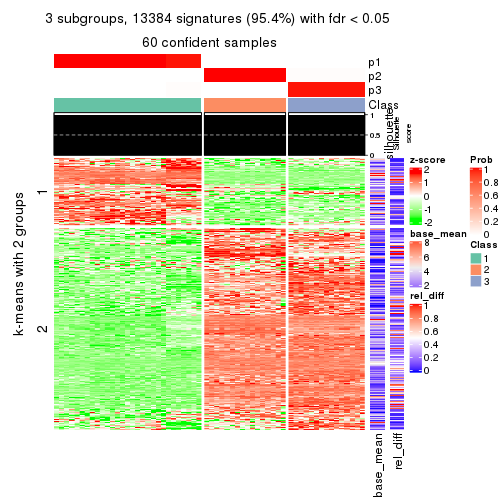 3 subgroups, 13384 signatures (95.4%) with fdr < 0.05
60 confident samples
p1
p2
p3
Class
silhouette
1
0.5
0
Silhouette
score
k-means with 2 groups
1
2
base_mean
rel_diff
z-score
2
1
0
-1
-2
base_mean
8
6
4
2
rel_diff
1
0.8
0.6
0.4
0.2
0
Prob
1
0.8
0.6
0.4
0.2
0
Class
1
2
3